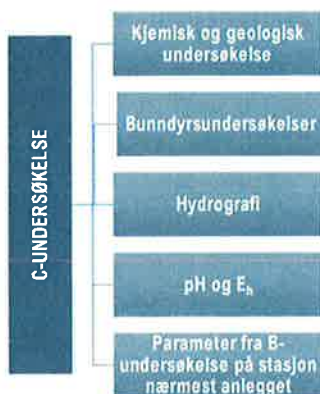 C-UNDERSØKELSE
Kjemisk og geologisk
undersøkelse
Bunndyrsundersøkelser
Hydrografi
pH og Eₕ
Parameter fra B-
undersøkelse på stasjon
nærmest anlegget